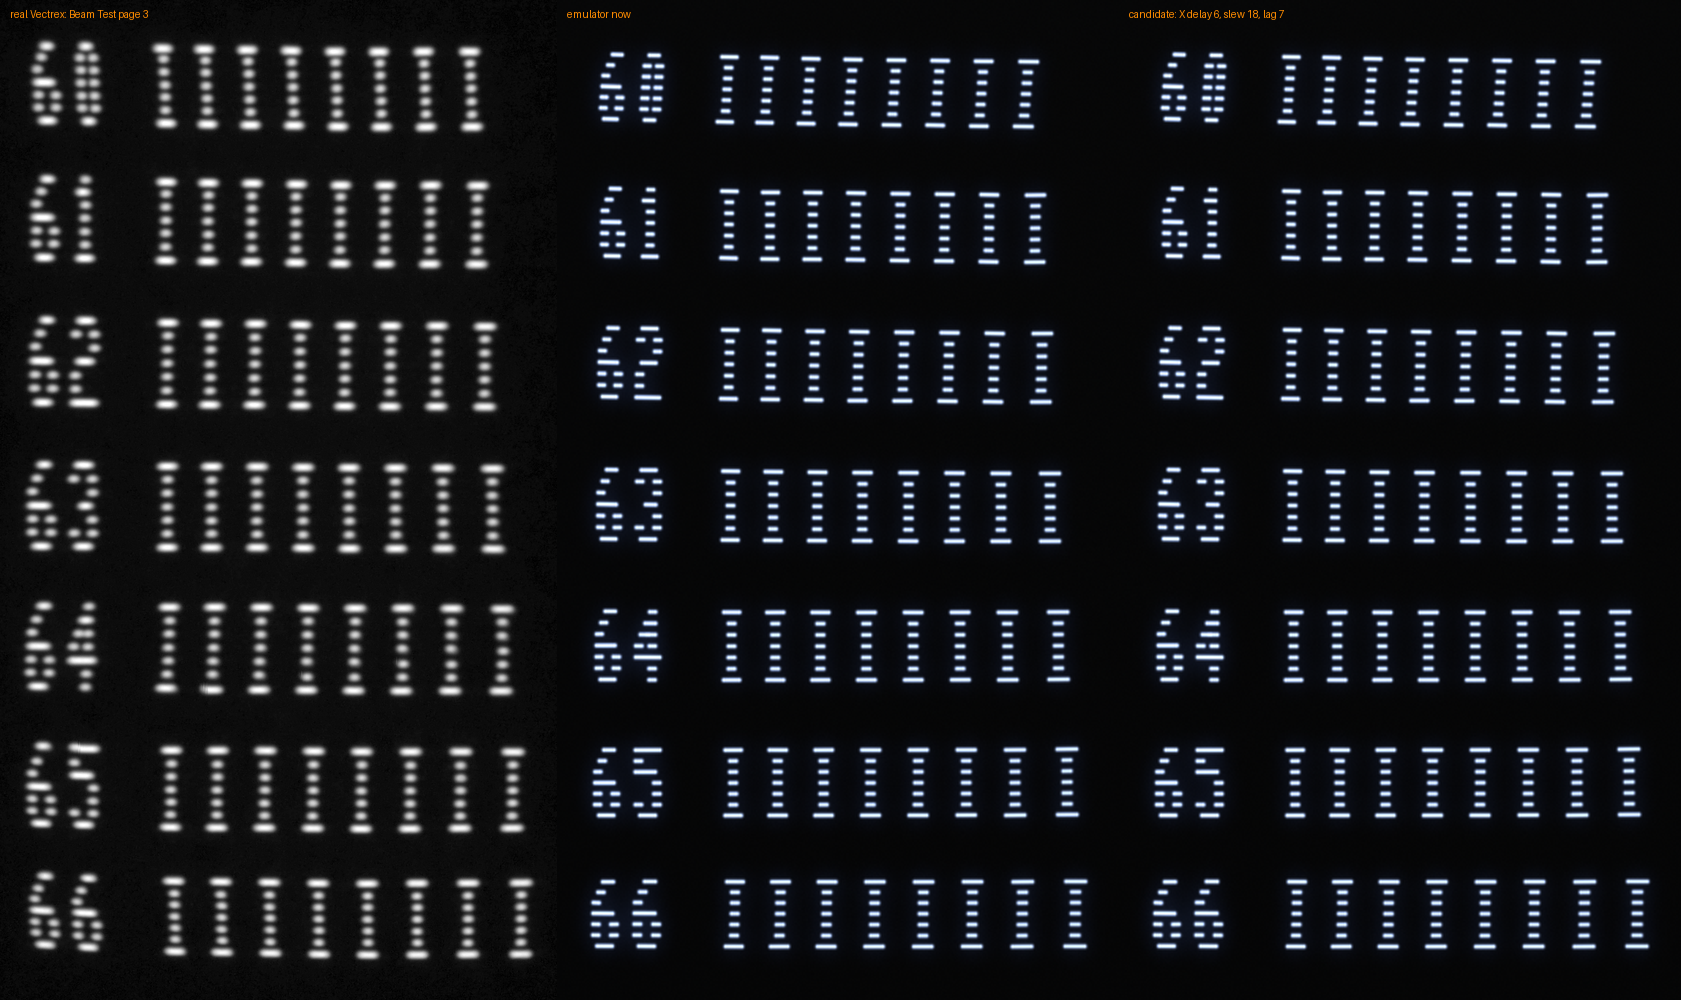 real Vectrex: Beam Test page 3 emulator now candidate: X delay 6, slew 18, lag 7
60 IIIIIIII 60 IIIIIIII 60 IIIIIIII
61 IIIIIIII 61 IIIIIIII 61 IIIIIIII
62 IIIIIIII 62 IIIIIIII 62 IIIIIIII
63 IIIIIIII 63 IIIIIIII 63 IIIIIIII
64 IIIIIIII 64 IIIIIIII 64 IIIIIIII
65 IIIIIIII 65 IIIIIIII 65 IIIIIIII
66 IIIIIIII 66 IIIIIIII 66 IIIIIIII